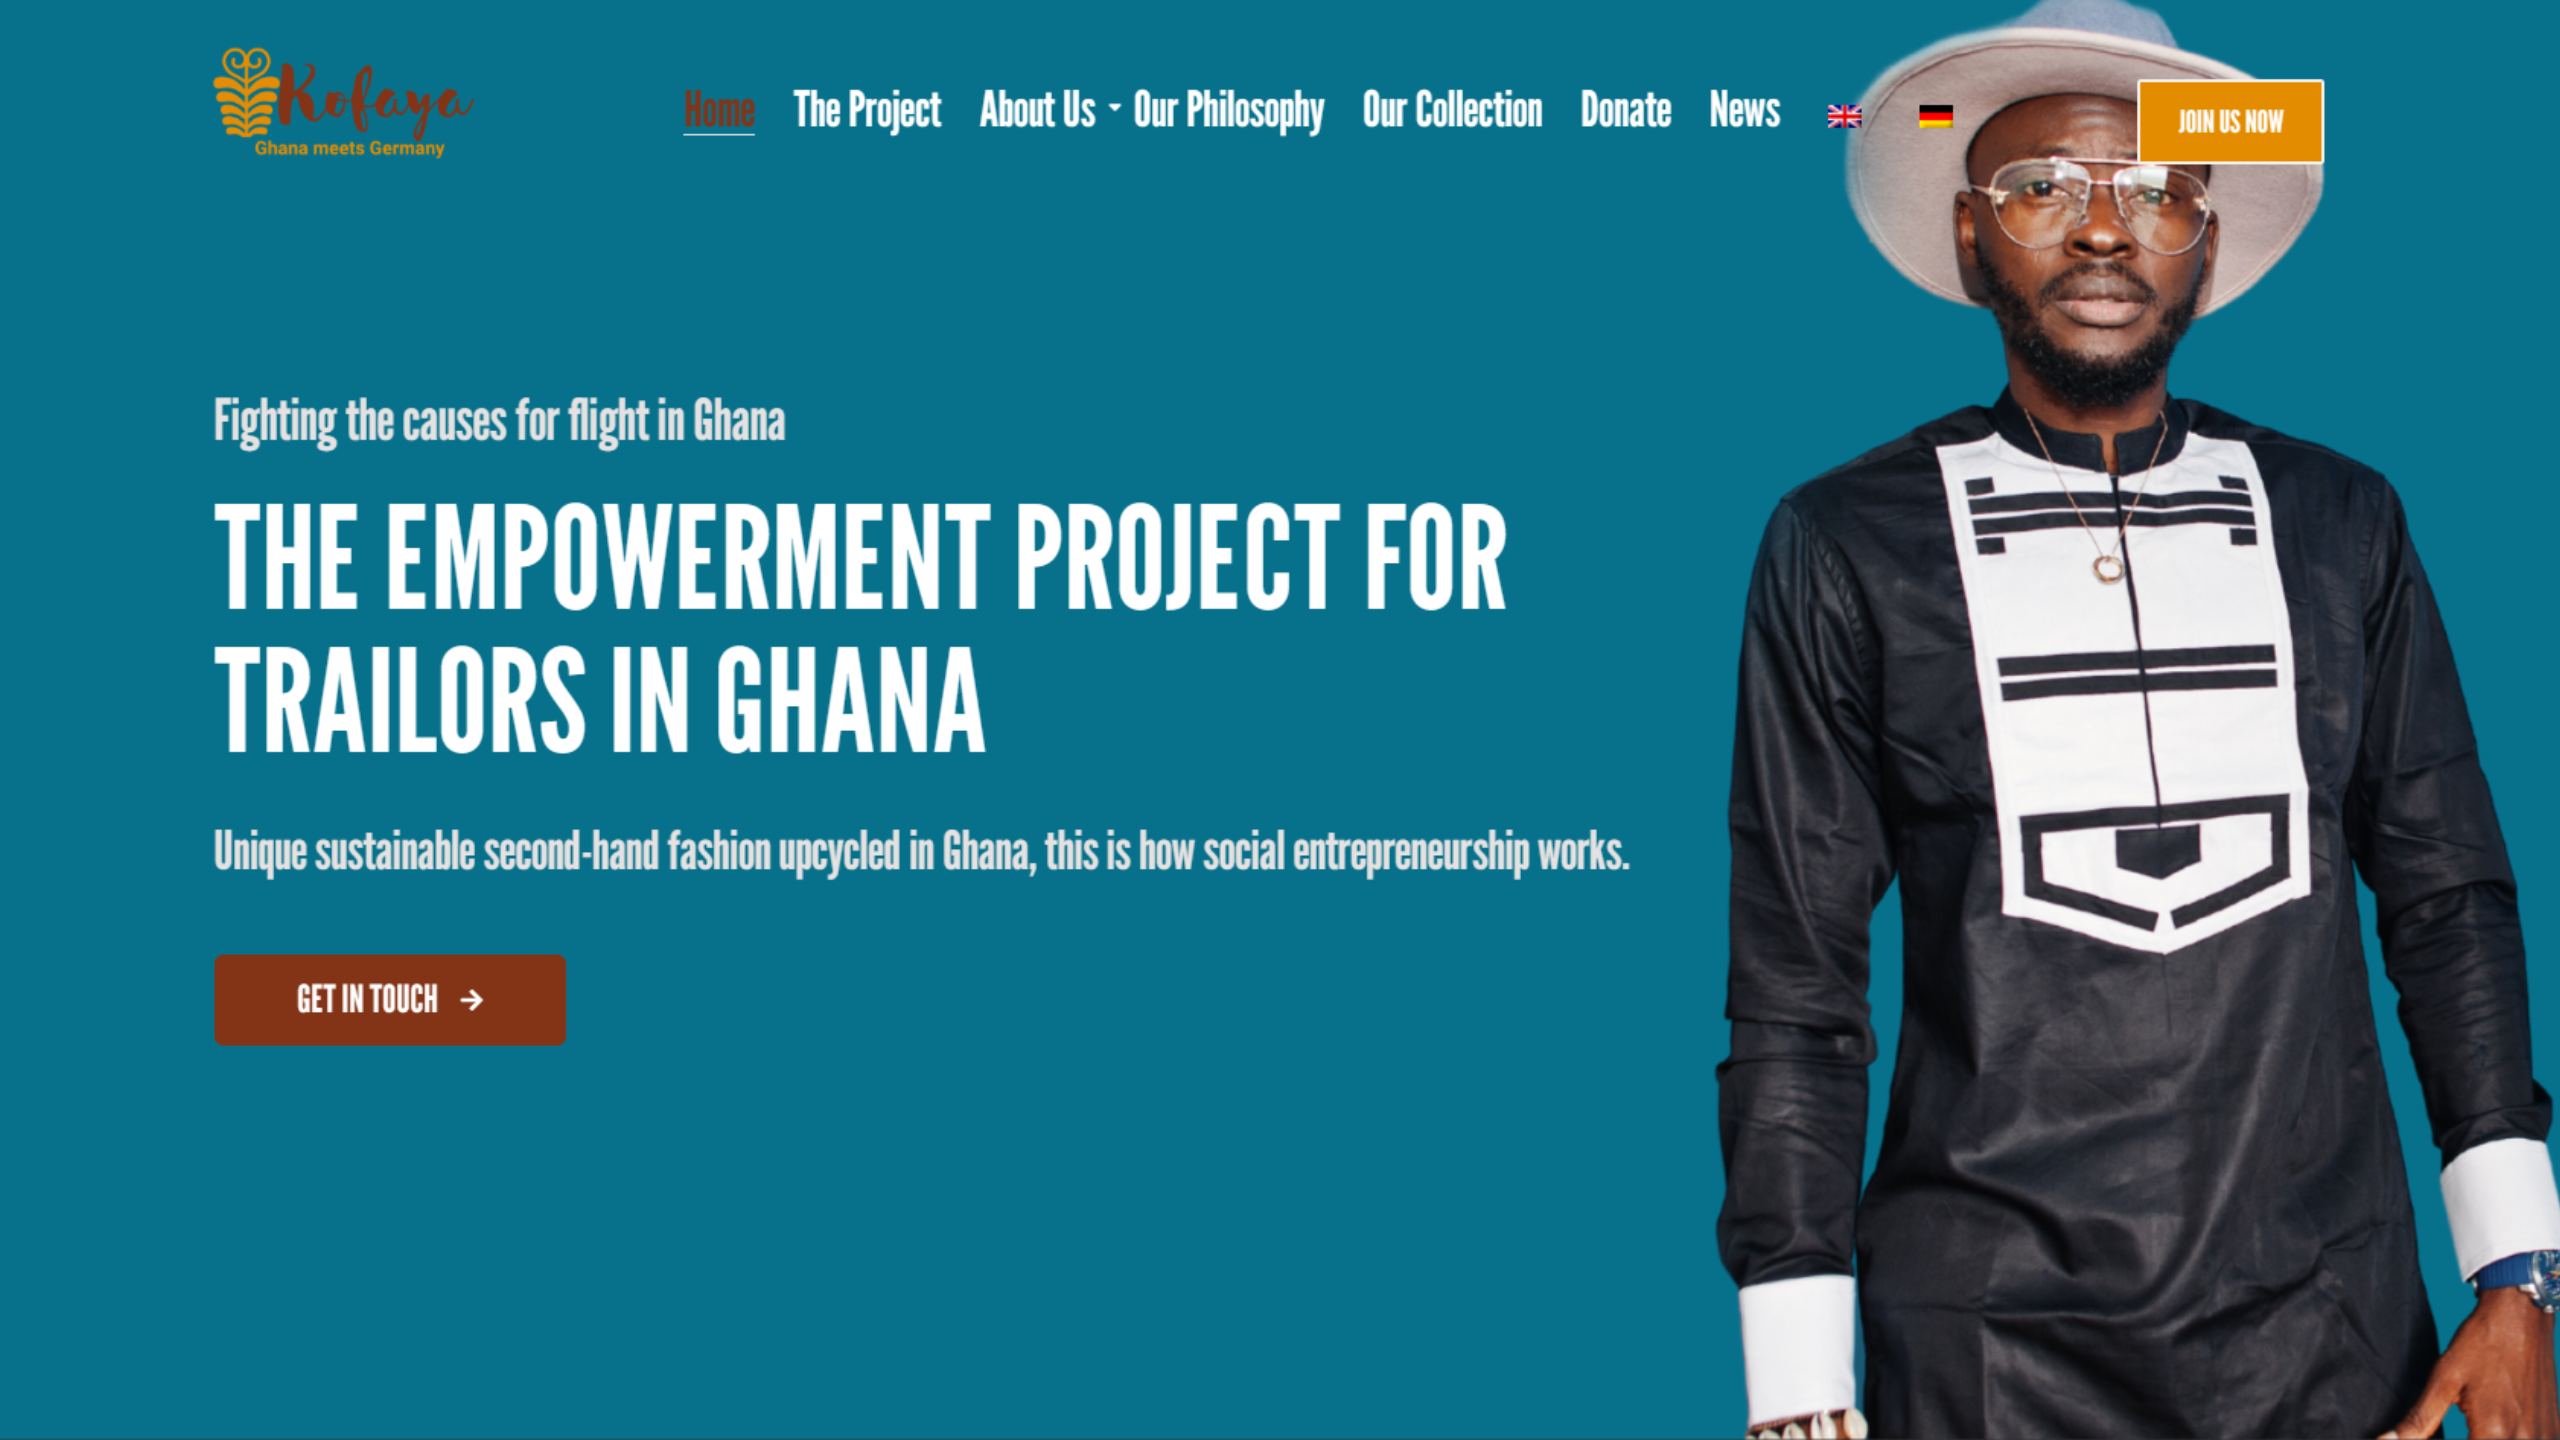 Kofaya
Ghana meets Germany
Home The Project About Us Our Philosophy Our Collection Donate News
JOIN US NOW
Fighting the causes for flight in Ghana
THE EMPOWERMENT PROJECT FOR
TRAILORS IN GHANA
Unique sustainable second-hand fashion upcycled in Ghana, this is how social entrepreneurship works.
GET IN TOUCH →